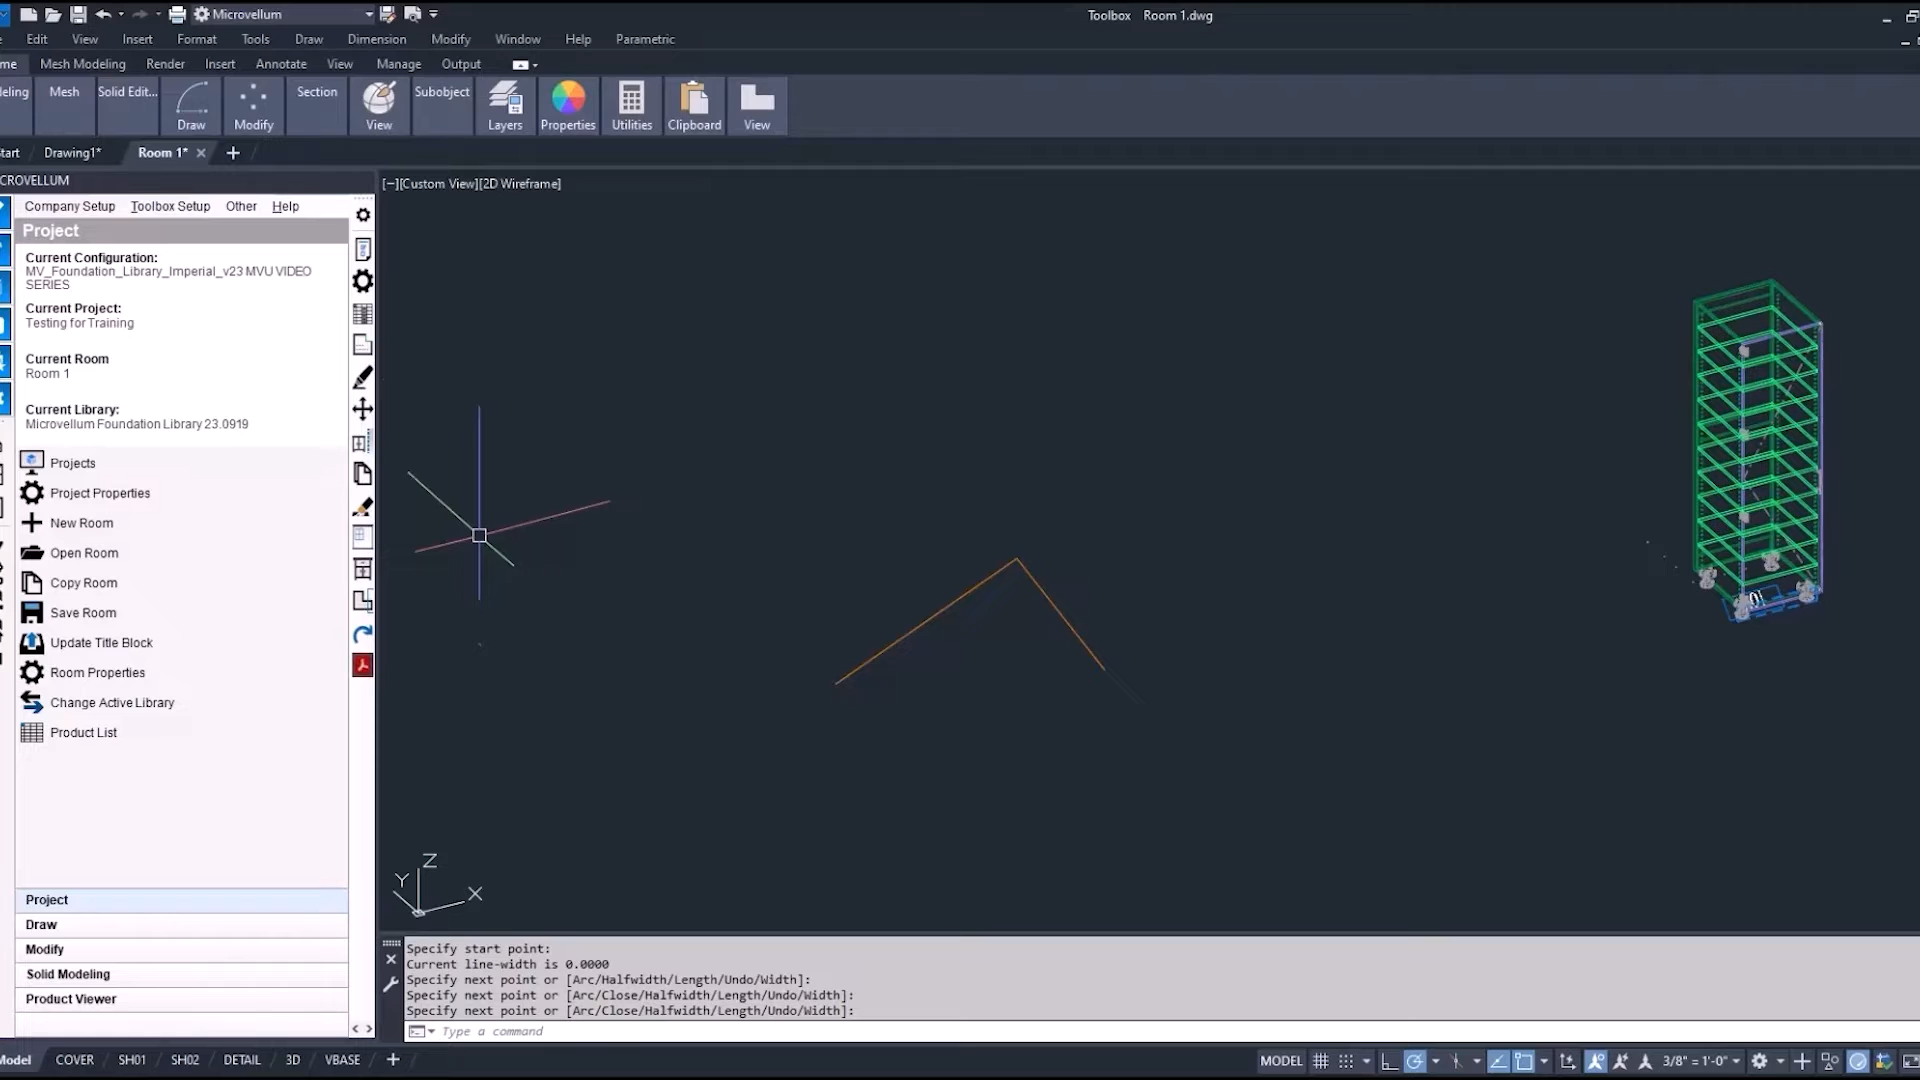 Microvellum
Toolbox Room 1.dwg
Edit View Insert Format Tools Draw Dimension Modify Window Help Parametric
me Mesh Modeling Render Insert Annotate View Manage Output
eling Mesh Solid Edit... Draw Modify Section View Subobject Layers Properties Utilities Clipboard View
tart Drawing1* Room 1*
CROVELLUM
[−][Custom View][2D Wireframe]
Company Setup Toolbox Setup Other Help
Project
Current Configuration:
MV_Foundation_Library_Imperial_v23 MVU VIDEO
SERIES
Current Project:
Testing for Training
Current Room
Room 1
Current Library:
Microvellum Foundation Library 23.0919
Projects
Project Properties
New Room
Open Room
Copy Room
Save Room
Update Title Block
Room Properties
Change Active Library
Product List
Z
Y
X
Project
Draw
Modify
Solid Modeling
Product Viewer
Specify start point:
Current line-width is 0.0000
Specify next point or [Arc/Halfwidth/Length/Undo/Width]:
Specify next point or [Arc/Close/Halfwidth/Length/Undo/Width]:
Specify next point or [Arc/Close/Halfwidth/Length/Undo/Width]:
Type a command
Model COVER SH01 SH02 DETAIL 3D VBASE
MODEL 3/8" = 1'-0"